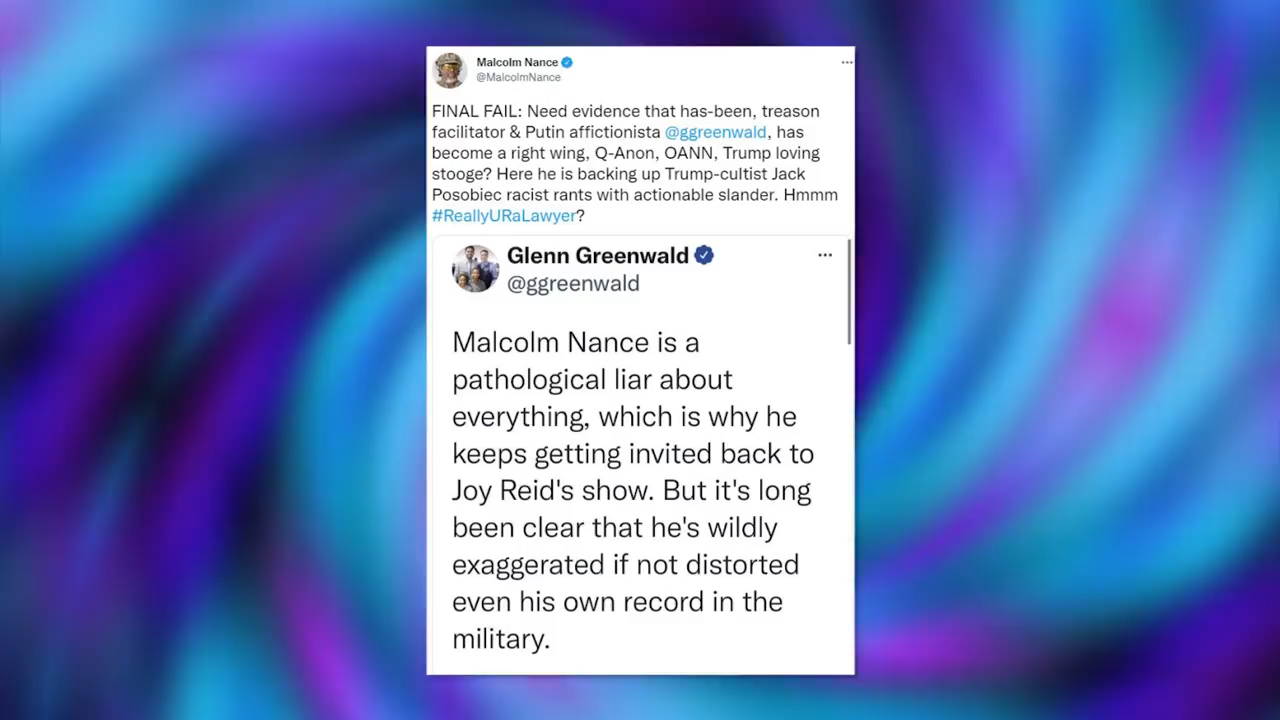 Malcolm Nance
@MalcolmNance
FINAL FAIL: Need evidence that has-been, treason
facilitator & Putin affictionista @ggreenwald, has
become a right wing, Q-Anon, OANN, Trump loving
stooge? Here he is backing up Trump-cultist Jack
Posobiec racist rants with actionable slander. Hmmm
#ReallyURaLawyer?
Glenn Greenwald
@ggreenwald
Malcolm Nance is a
pathological liar about
everything, which is why he
keeps getting invited back to
Joy Reid's show. But it's long
been clear that he's wildly
exaggerated if not distorted
even his own record in the
military.